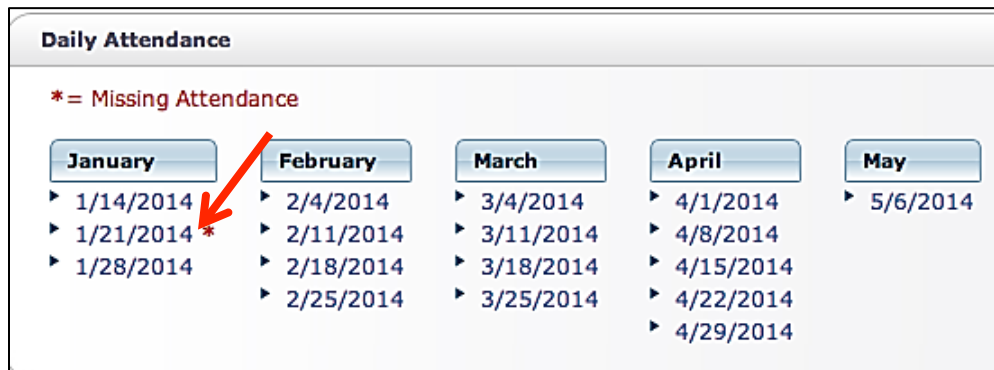 Daily Attendance
*= Missing Attendance
January February March April May
1/14/2014 2/4/2014 3/4/2014 4/1/2014 5/6/2014
1/21/2014 * 2/11/2014 3/11/2014 4/8/2014
1/28/2014 2/18/2014 3/18/2014 4/15/2014
2/25/2014 3/25/2014 4/22/2014
4/29/2014